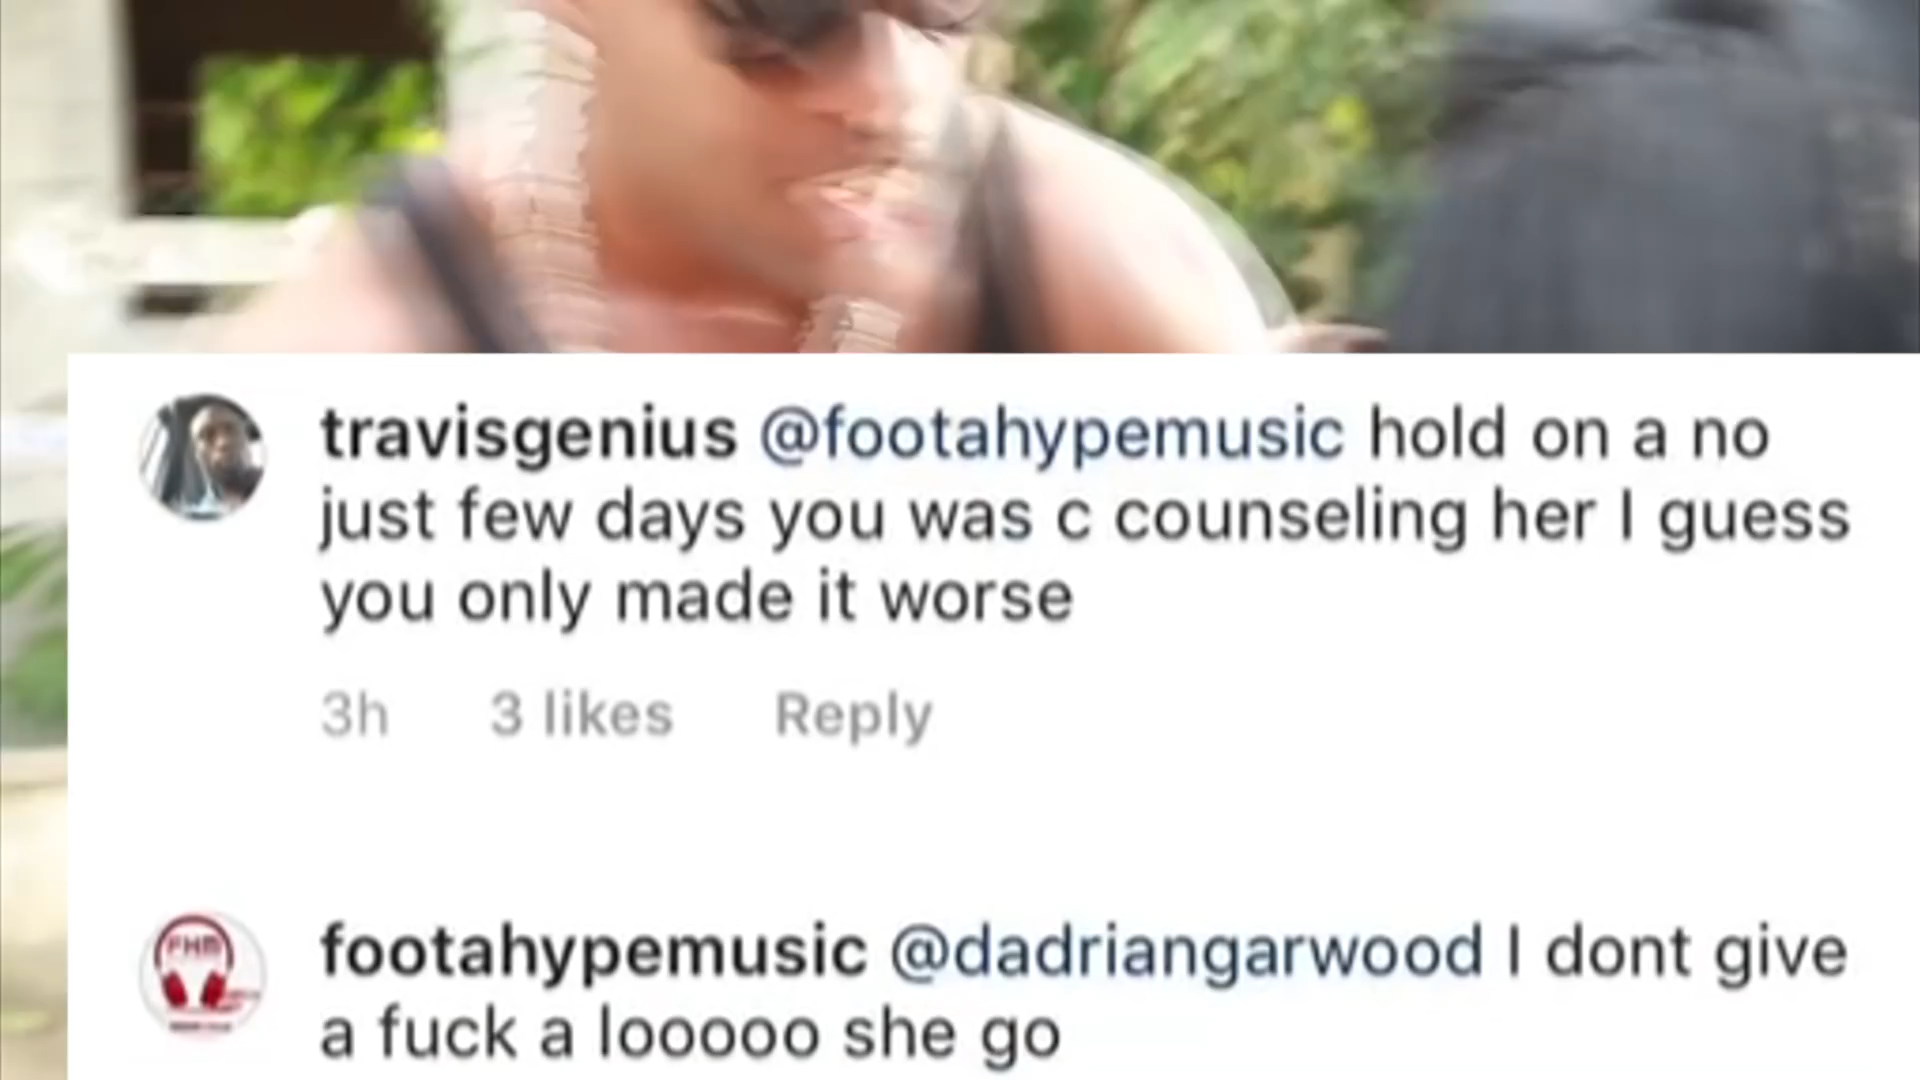 travisgenius @footahypemusic hold on a no
just few days you was c counseling her I guess
you only made it worse
3h 3 likes Reply
FHM
footahypemusic @dadriangarwood I dont give
a fuck a looooo she go